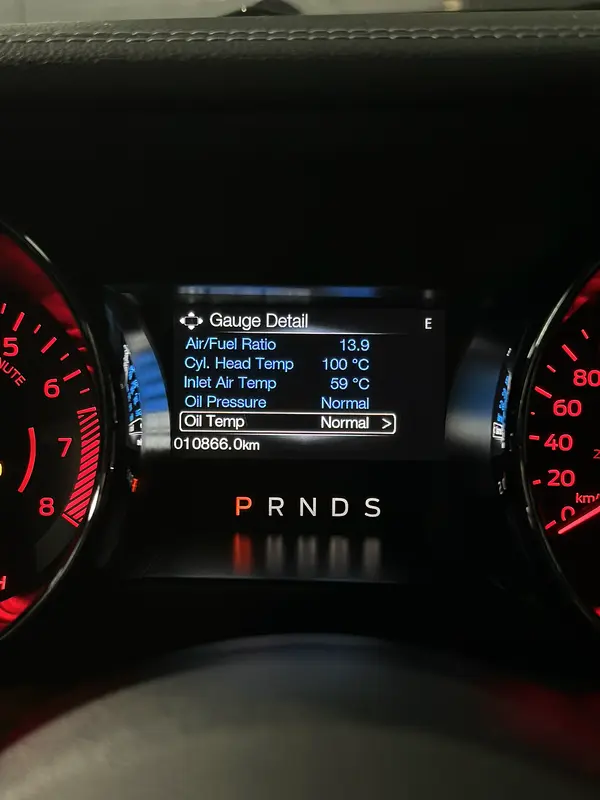 Gauge Detail
E
Air/Fuel Ratio 13.9
Cyl. Head Temp 100 °C
Inlet Air Temp 59 °C
Oil Pressure Normal
Oil Temp Normal >
010866.0km
P R N D S
5
6
7
8
80
60
40
20
0
km/